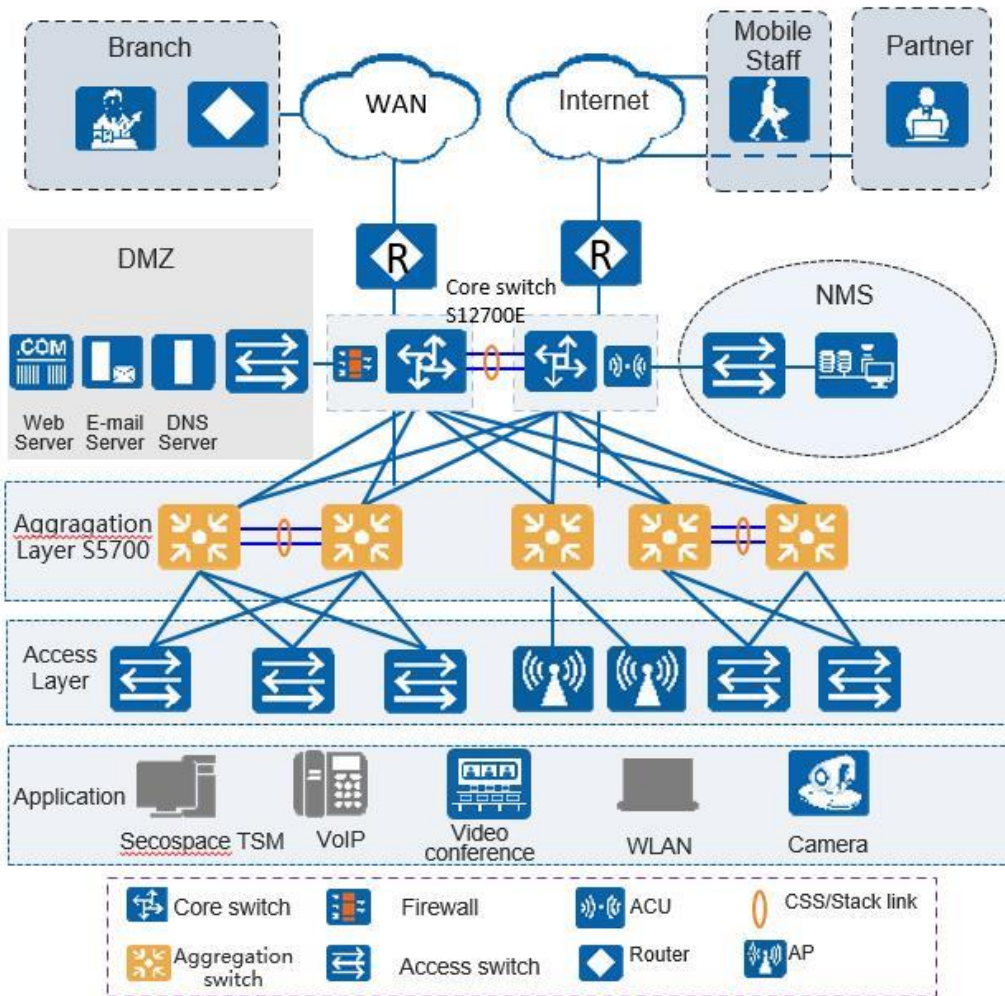 Branch
WAN
Internet
Mobile
Staff
Partner
DMZ
R
R
Core switch
S12700E
NMS
.COM
Web
Server
E-mail
Server
DNS
Server
Aggragation
Layer S5700
Access
Layer
Application
Secospace TSM
VoIP
Video
conference
WLAN
Camera
Core switch
Firewall
ACU
CSS/Stack link
Aggregation
switch
Access switch
Router
AP